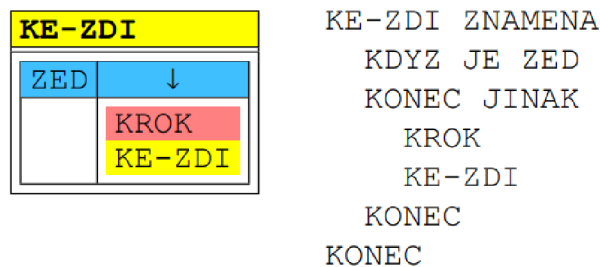 KE-ZDI
ZED ↓
KROK
KE-ZDI
KE-ZDI ZNAMENA
KDYZ JE ZED
KONEC JINAK
KROK
KE-ZDI
KONEC
KONEC